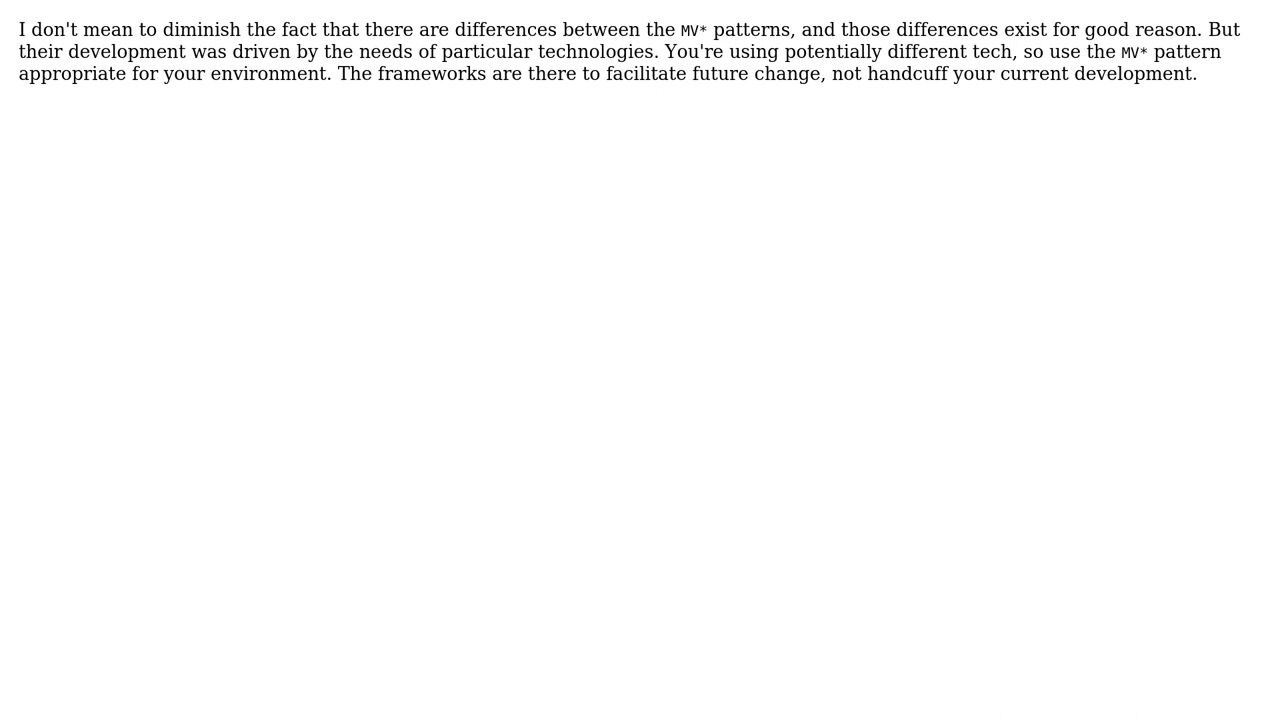 I don't mean to diminish the fact that there are differences between the MV* patterns, and those differences exist for good reason. But
their development was driven by the needs of particular technologies. You're using potentially different tech, so use the MV* pattern
appropriate for your environment. The frameworks are there to facilitate future change, not handcuff your current development.